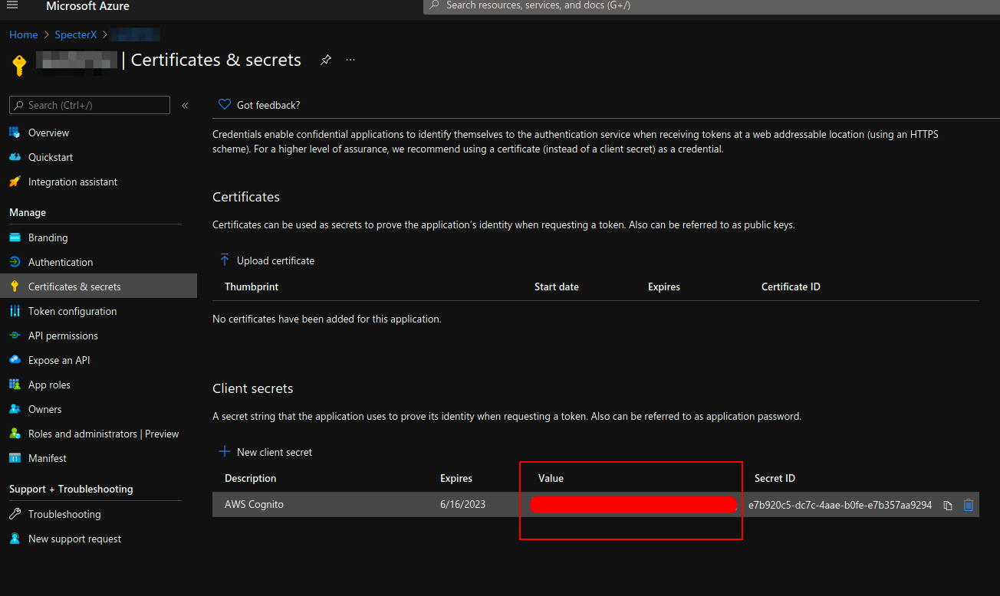 Microsoft Azure
Search resources, services, and docs (G+/)
Home > SpecterX >
| Certificates & secrets
Search (Ctrl+/)
Overview
Quickstart
Integration assistant
Manage
Branding
Authentication
Certificates & secrets
Token configuration
API permissions
Expose an API
App roles
Owners
Roles and administrators | Preview
Manifest
Support + Troubleshooting
Troubleshooting
New support request
Got feedback?
Credentials enable confidential applications to identify themselves to the authentication service when receiving tokens at a web addressable location (using an HTTPS
scheme). For a higher level of assurance, we recommend using a certificate (instead of a client secret) as a credential.
Certificates
Certificates can be used as secrets to prove the application's identity when requesting a token. Also can be referred to as public keys.
Upload certificate
Thumbprint Start date Expires Certificate ID
No certificates have been added for this application.
Client secrets
A secret string that the application uses to prove its identity when requesting a token. Also can be referred to as application password.
New client secret
Description Expires Value Secret ID
AWS Cognito 6/16/2023 e7b920c5-dc7c-4aae-b0fe-e7b357aa9294